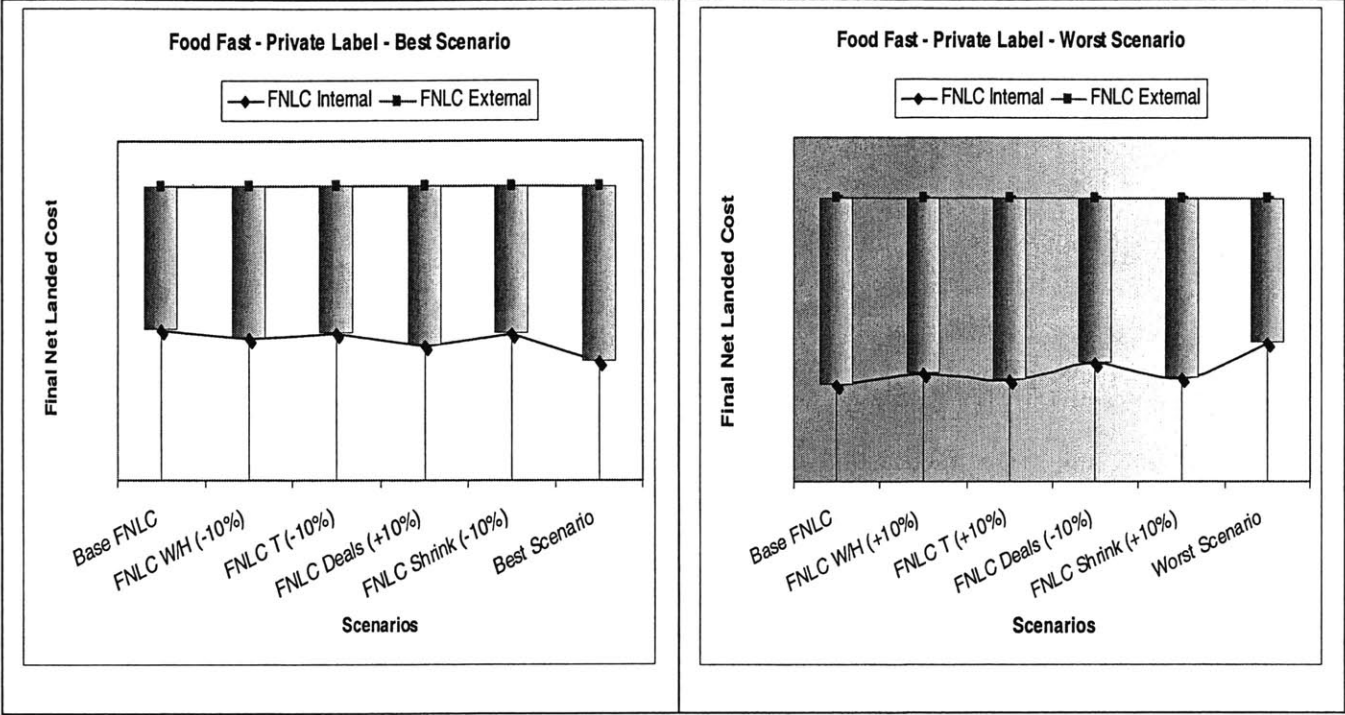 Food Fast - Private Label - Best Scenario
FNLC Internal FNLC External
Final Net Landed Cost
Base FNLC
FNLC W/H (-10%)
FNLC T (-10%)
FNLC Deals (+10%)
FNLC Shrink (-10%)
Best Scenario
Scenarios
Food Fast - Private Label - Worst Scenario
FNLC Internal FNLC External
Final Net Landed Cost
Base FNLC
FNLC W/H (+10%)
FNLC T (+10%)
FNLC Deals (-10%)
FNLC Shrink (+10%)
Worst Scenario
Scenarios